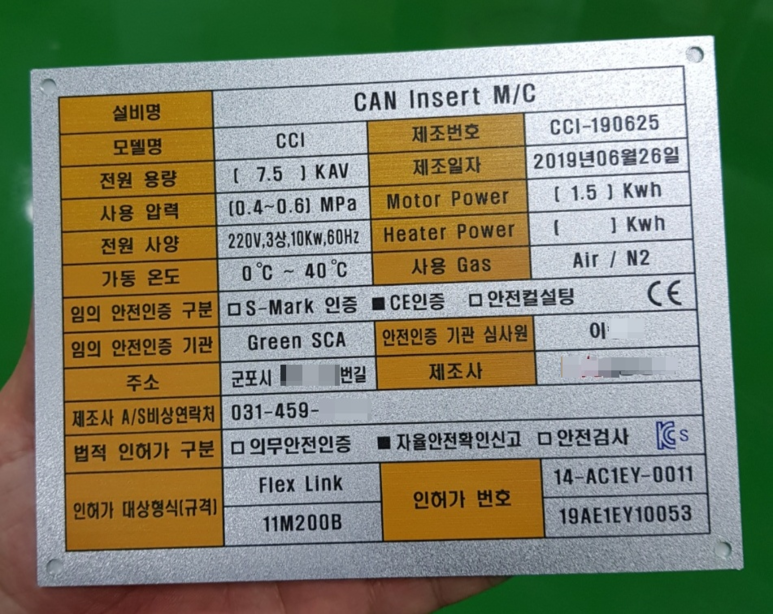 설비명 CAN Insert M/C
모델명 CCI 제조번호 CCI-190625
전원 용량 [ 7.5 ] KAV 제조일자 2019년06월26일
사용 압력 (0.4~0.6) MPa Motor Power [ 1.5 ] Kwh
전원 사양 220V,3상,10Kw,60Hz Heater Power [ ] Kwh
가동 온도 0℃ ~ 40℃ 사용 Gas Air / N2
임의 안전인증 구분 □S-Mark 인증 ■CE인증 □안전컬설팅 CE
임의 안전인증 기관 Green SCA 안전인증 기관 심사원 이
주소 군포시 번길 제조사
제조사 A/S비상연락처 031-459-
법적 인허가 구분 □의무안전인증 ■자율안전확인신고 □안전검사 KCs
인허가 대상형식(규격) Flex Link 인허가 번호 14-AC1EY-0011
11M200B 19AE1EY10053